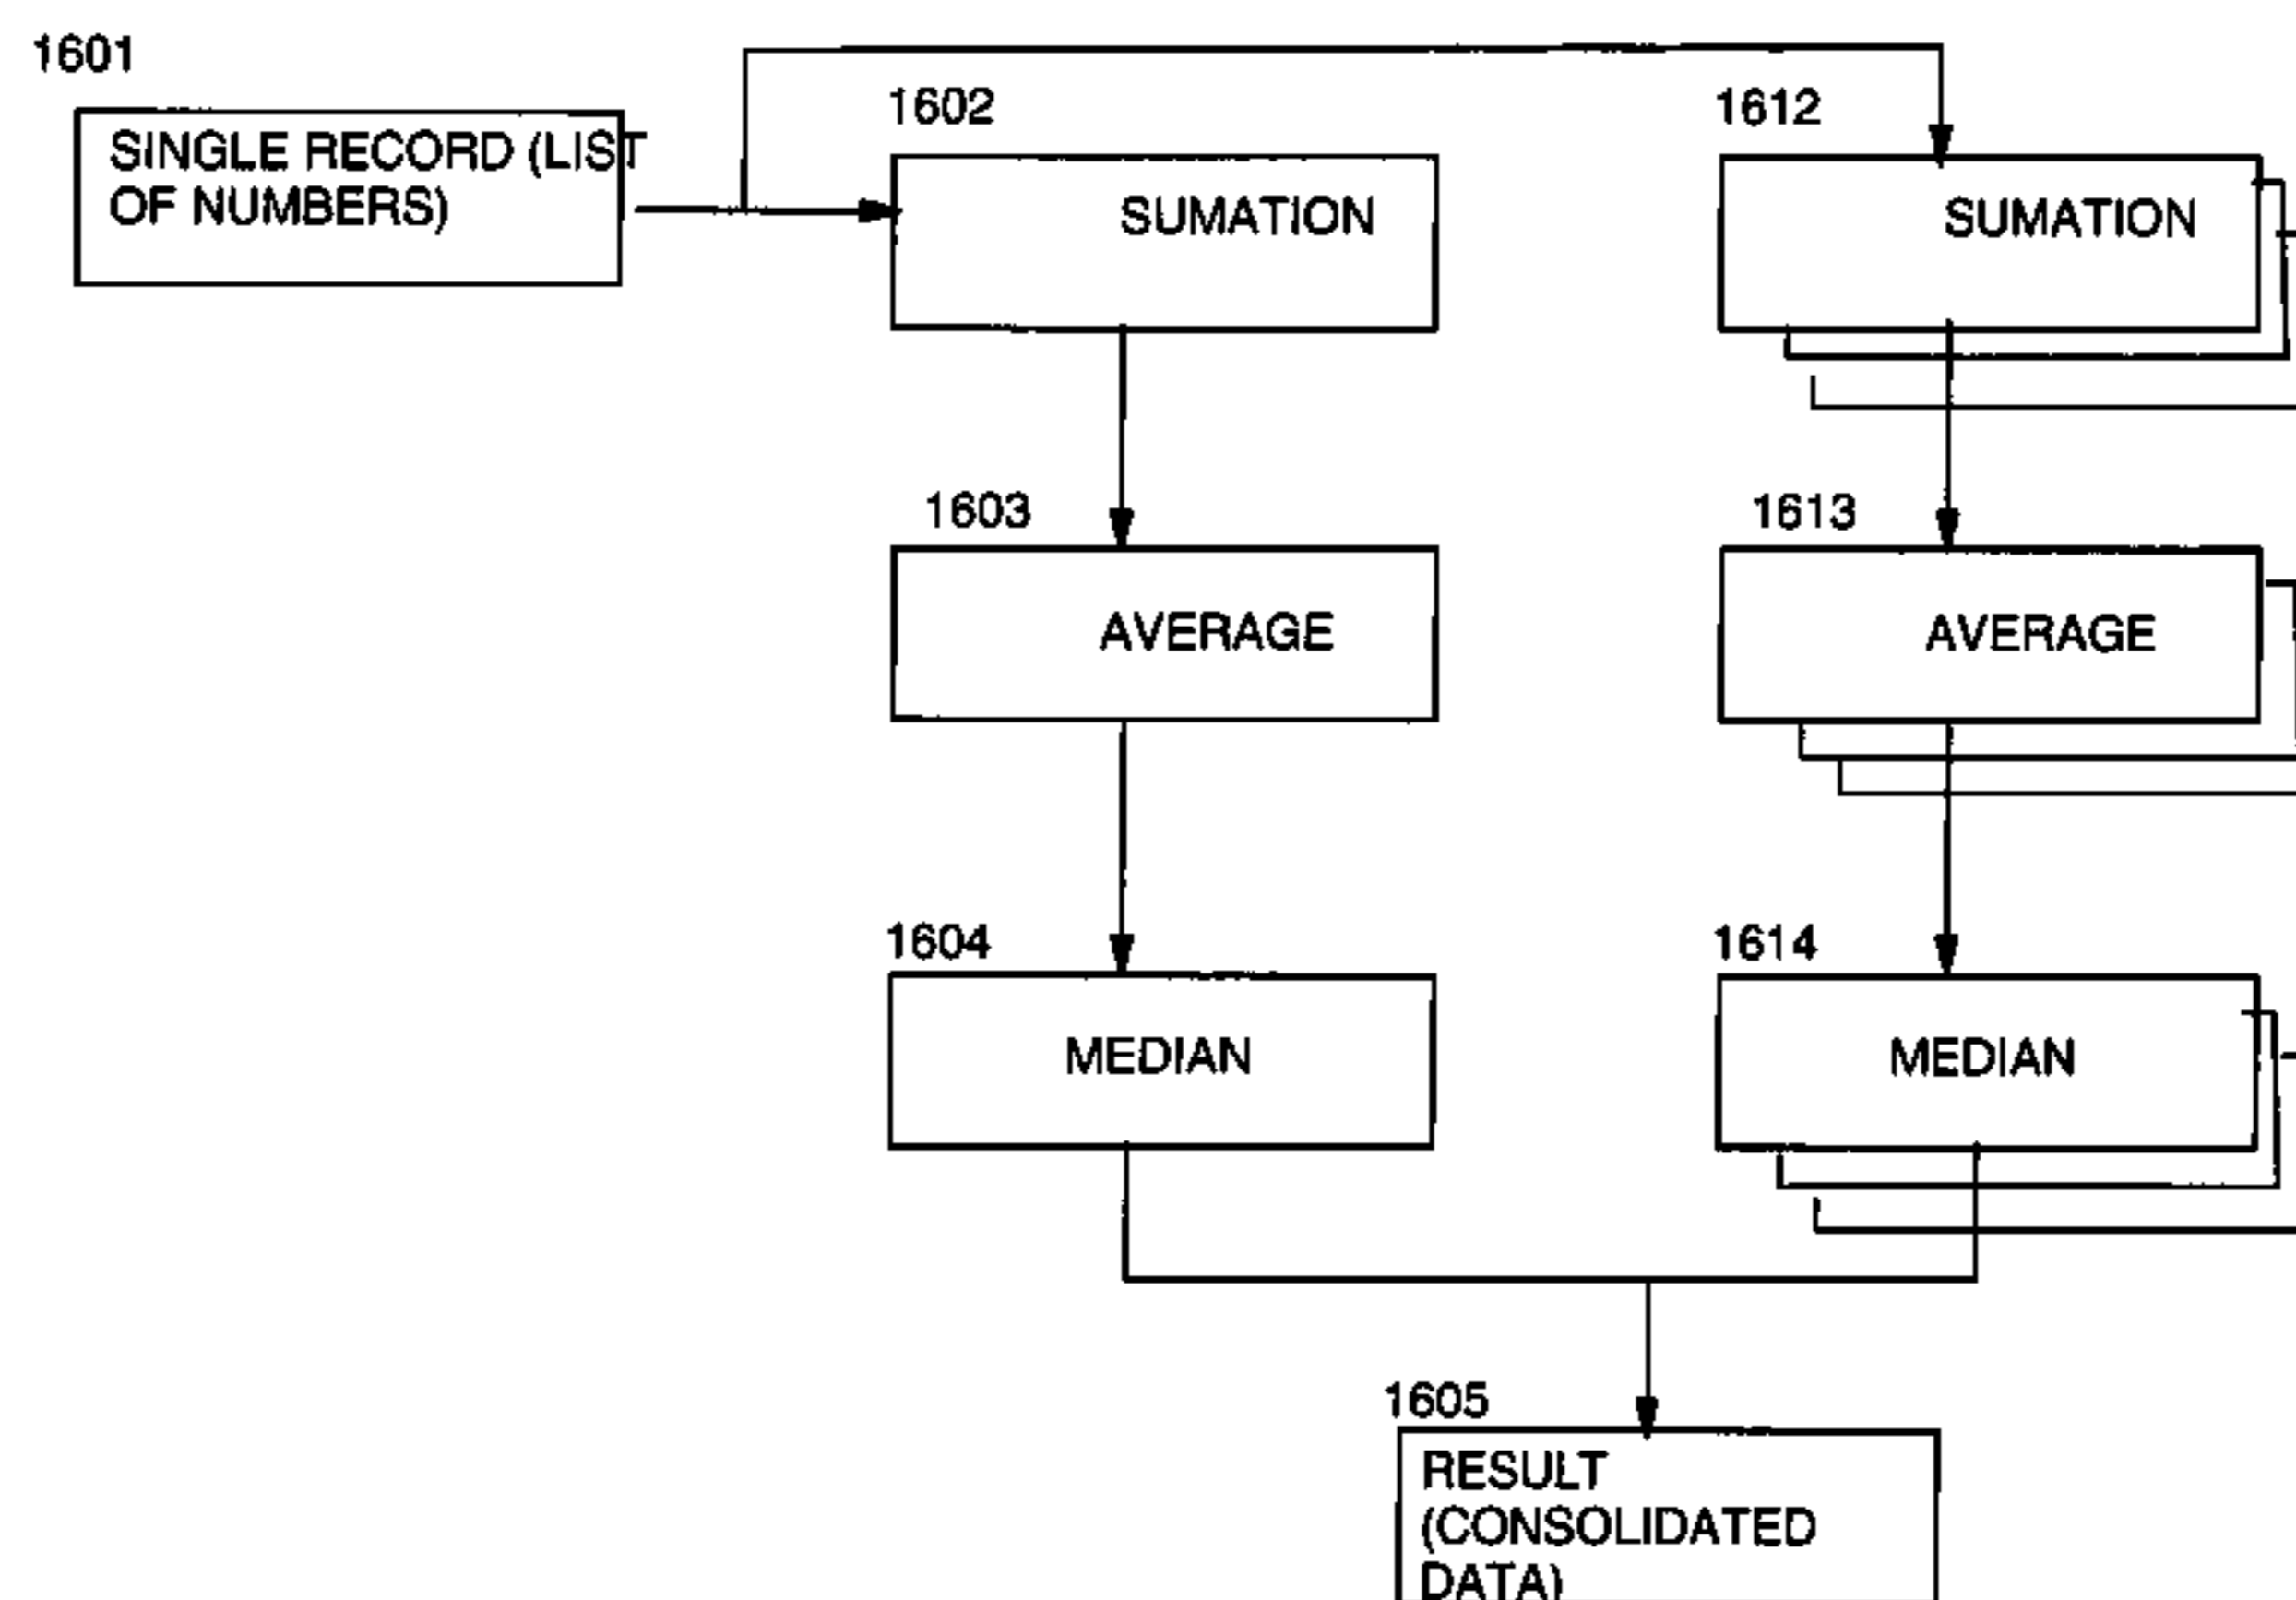 1601
SINGLE RECORD (LIST
OF NUMBERS)
1602
SUMATION
1612
SUMATION
1603
AVERAGE
1613
AVERAGE
1604
MEDIAN
1614
MEDIAN
1605
RESULT
(CONSOLIDATED
DATA)